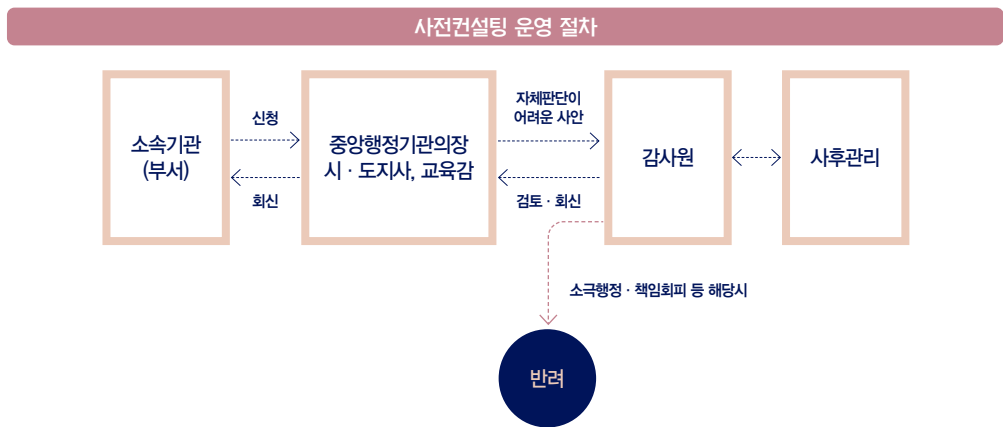 사전컨설팅 운영 절차
소속기관
(부서)
신청
회신
중앙행정기관의장
시 · 도지사, 교육감
자체판단이
어려운 사안
검토 · 회신
감사원
사후관리
소극행정 · 책임회피 등 해당시
반려